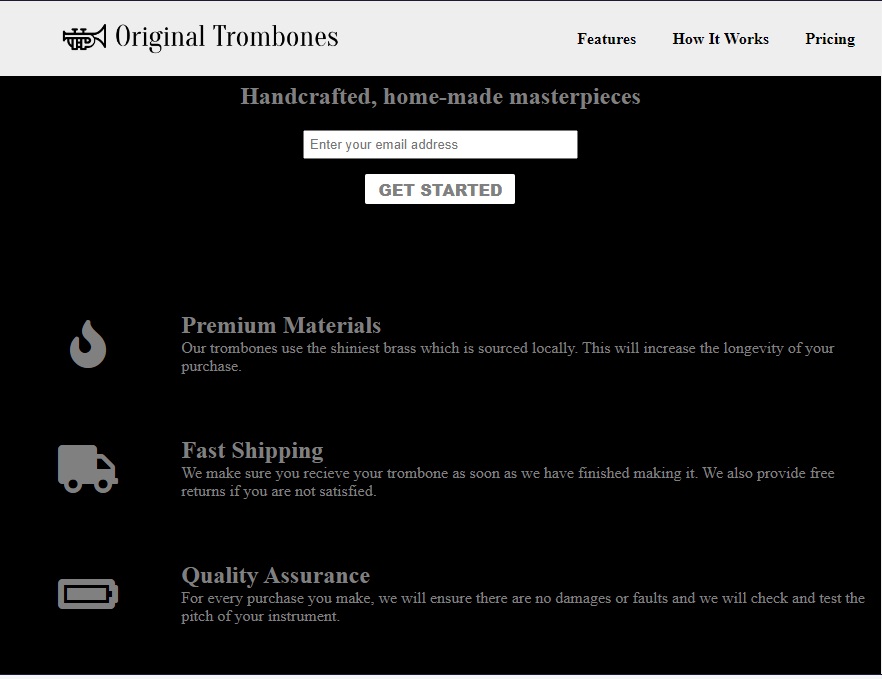 Original Trombones
Features How It Works Pricing
Handcrafted, home-made masterpieces
Enter your email address
GET STARTED
Premium Materials
Our trombones use the shiniest brass which is sourced locally. This will increase the longevity of your
purchase.
Fast Shipping
We make sure you recieve your trombone as soon as we have finished making it. We also provide free
returns if you are not satisfied.
Quality Assurance
For every purchase you make, we will ensure there are no damages or faults and we will check and test the
pitch of your instrument.